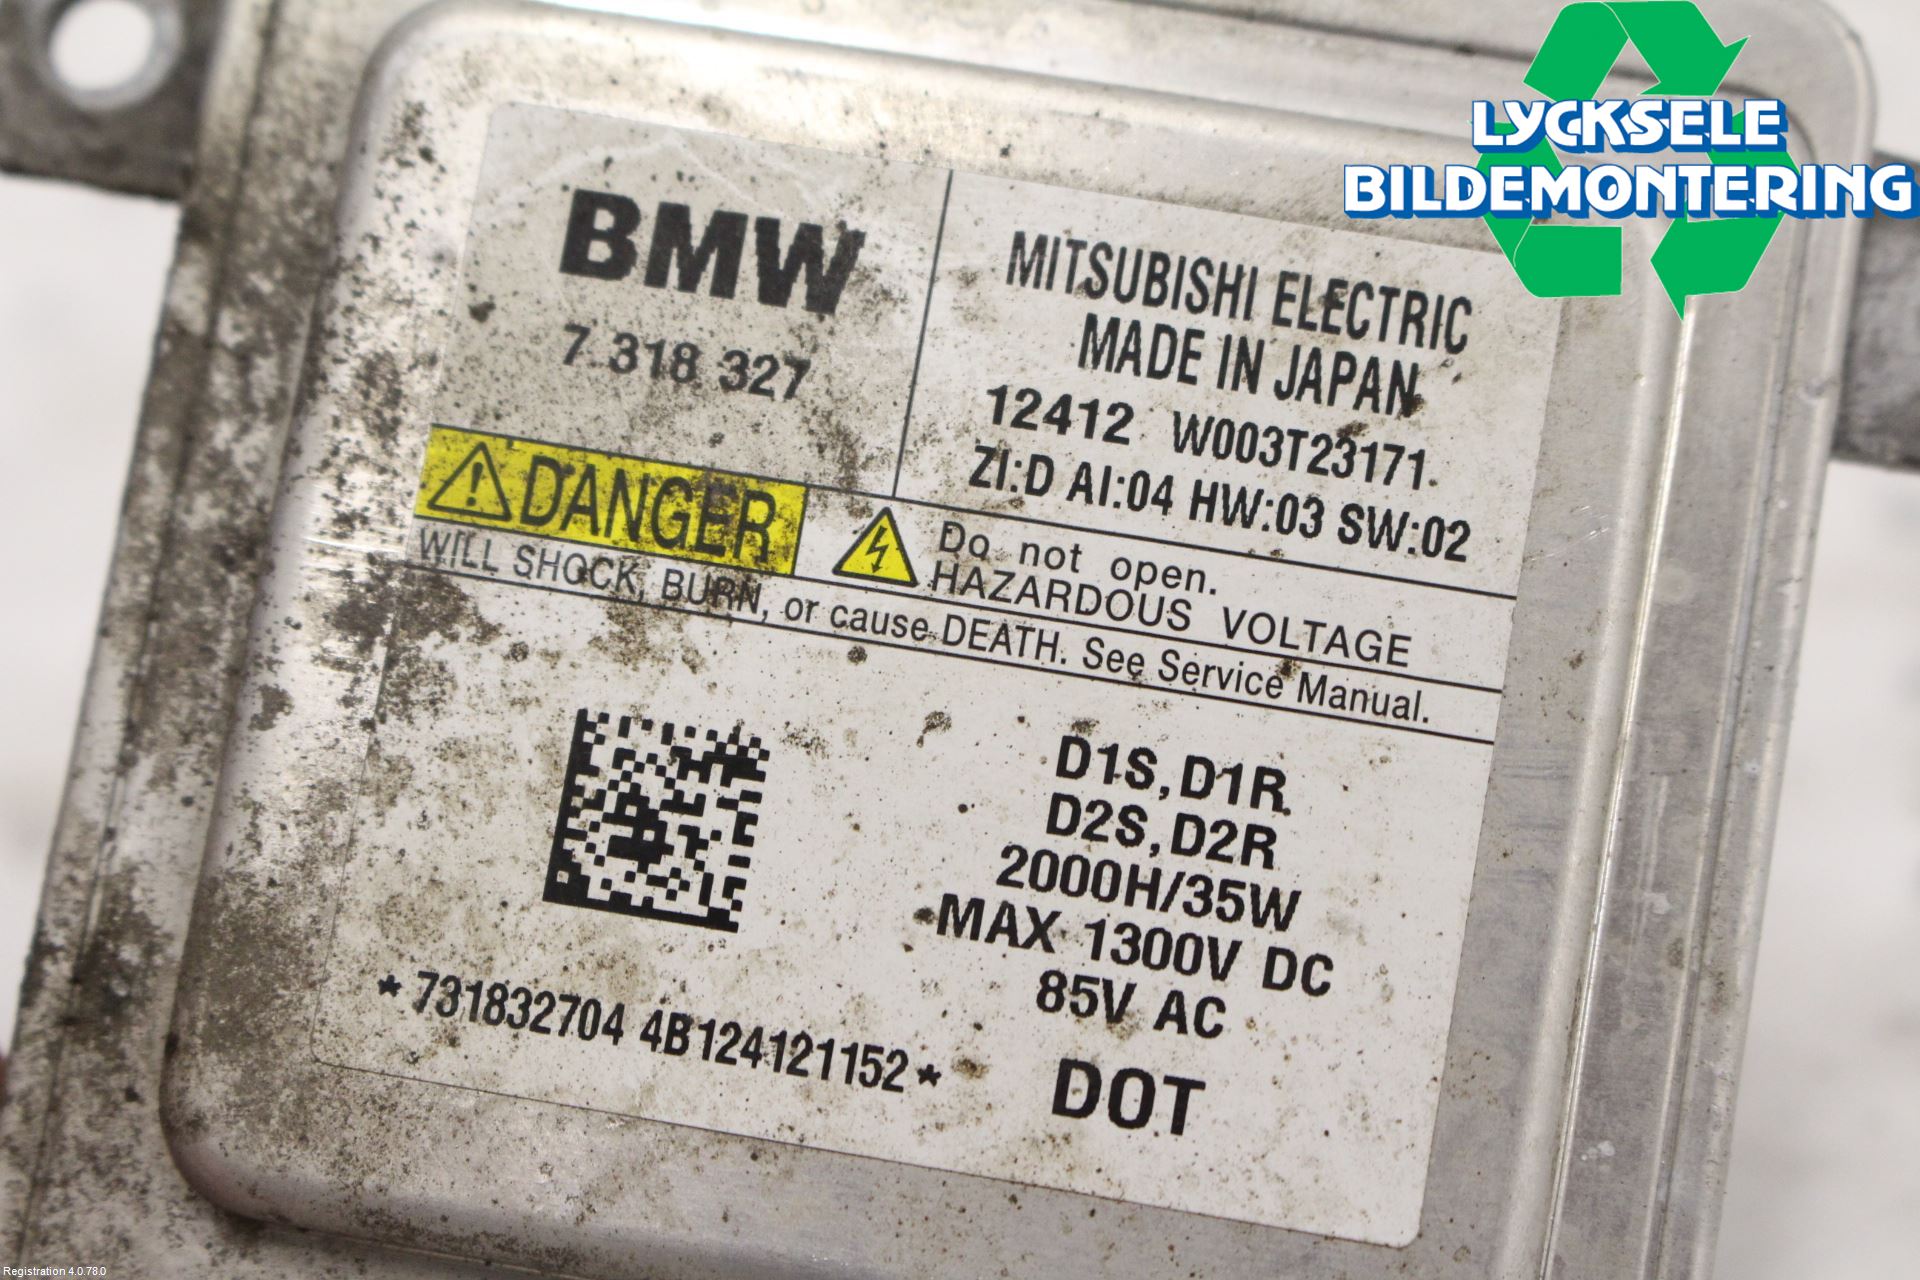 LYCKSELE
BILDEMONTERING
BMW
7 318 327
MITSUBISHI ELECTRIC
MADE IN JAPAN
12412 W003T23171
ZI:D AI:04 HW:03 SW:02
DANGER
Do not open.
HAZARDOUS VOLTAGE
WILL SHOCK, BURN, or cause DEATH. See Service Manual.
D1S, D1R
D2S, D2R
2000H/35W
MAX 1300V DC
85V AC
*731832704 4B124121152*
DOT
Registration 4.0.78.0